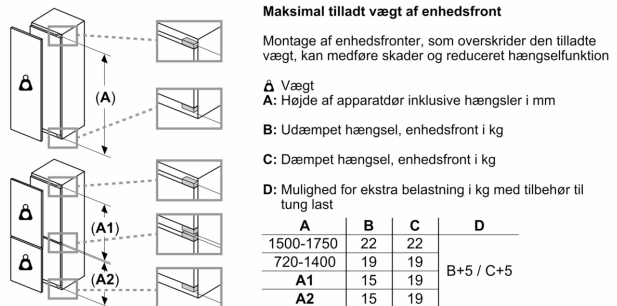 Maksimal tilladt vægt af enhedsfront
Montage af enhedsfronter, som overskrider den tilladte
vægt, kan medføre skader og reduceret hængselfunktion
Vægt
A: Højde af apparatdør inklusive hængsler i mm
B: Udæmpet hængsel, enhedsfront i kg
C: Dæmpet hængsel, enhedsfront i kg
D: Mulighed for ekstra belastning i kg med tilbehør til
tung last
A B C D
1500-1750 22 22
720-1400 19 19
B+5 / C+5
A1 15 19
A2 15 19
(A)
(A1)
(A2)